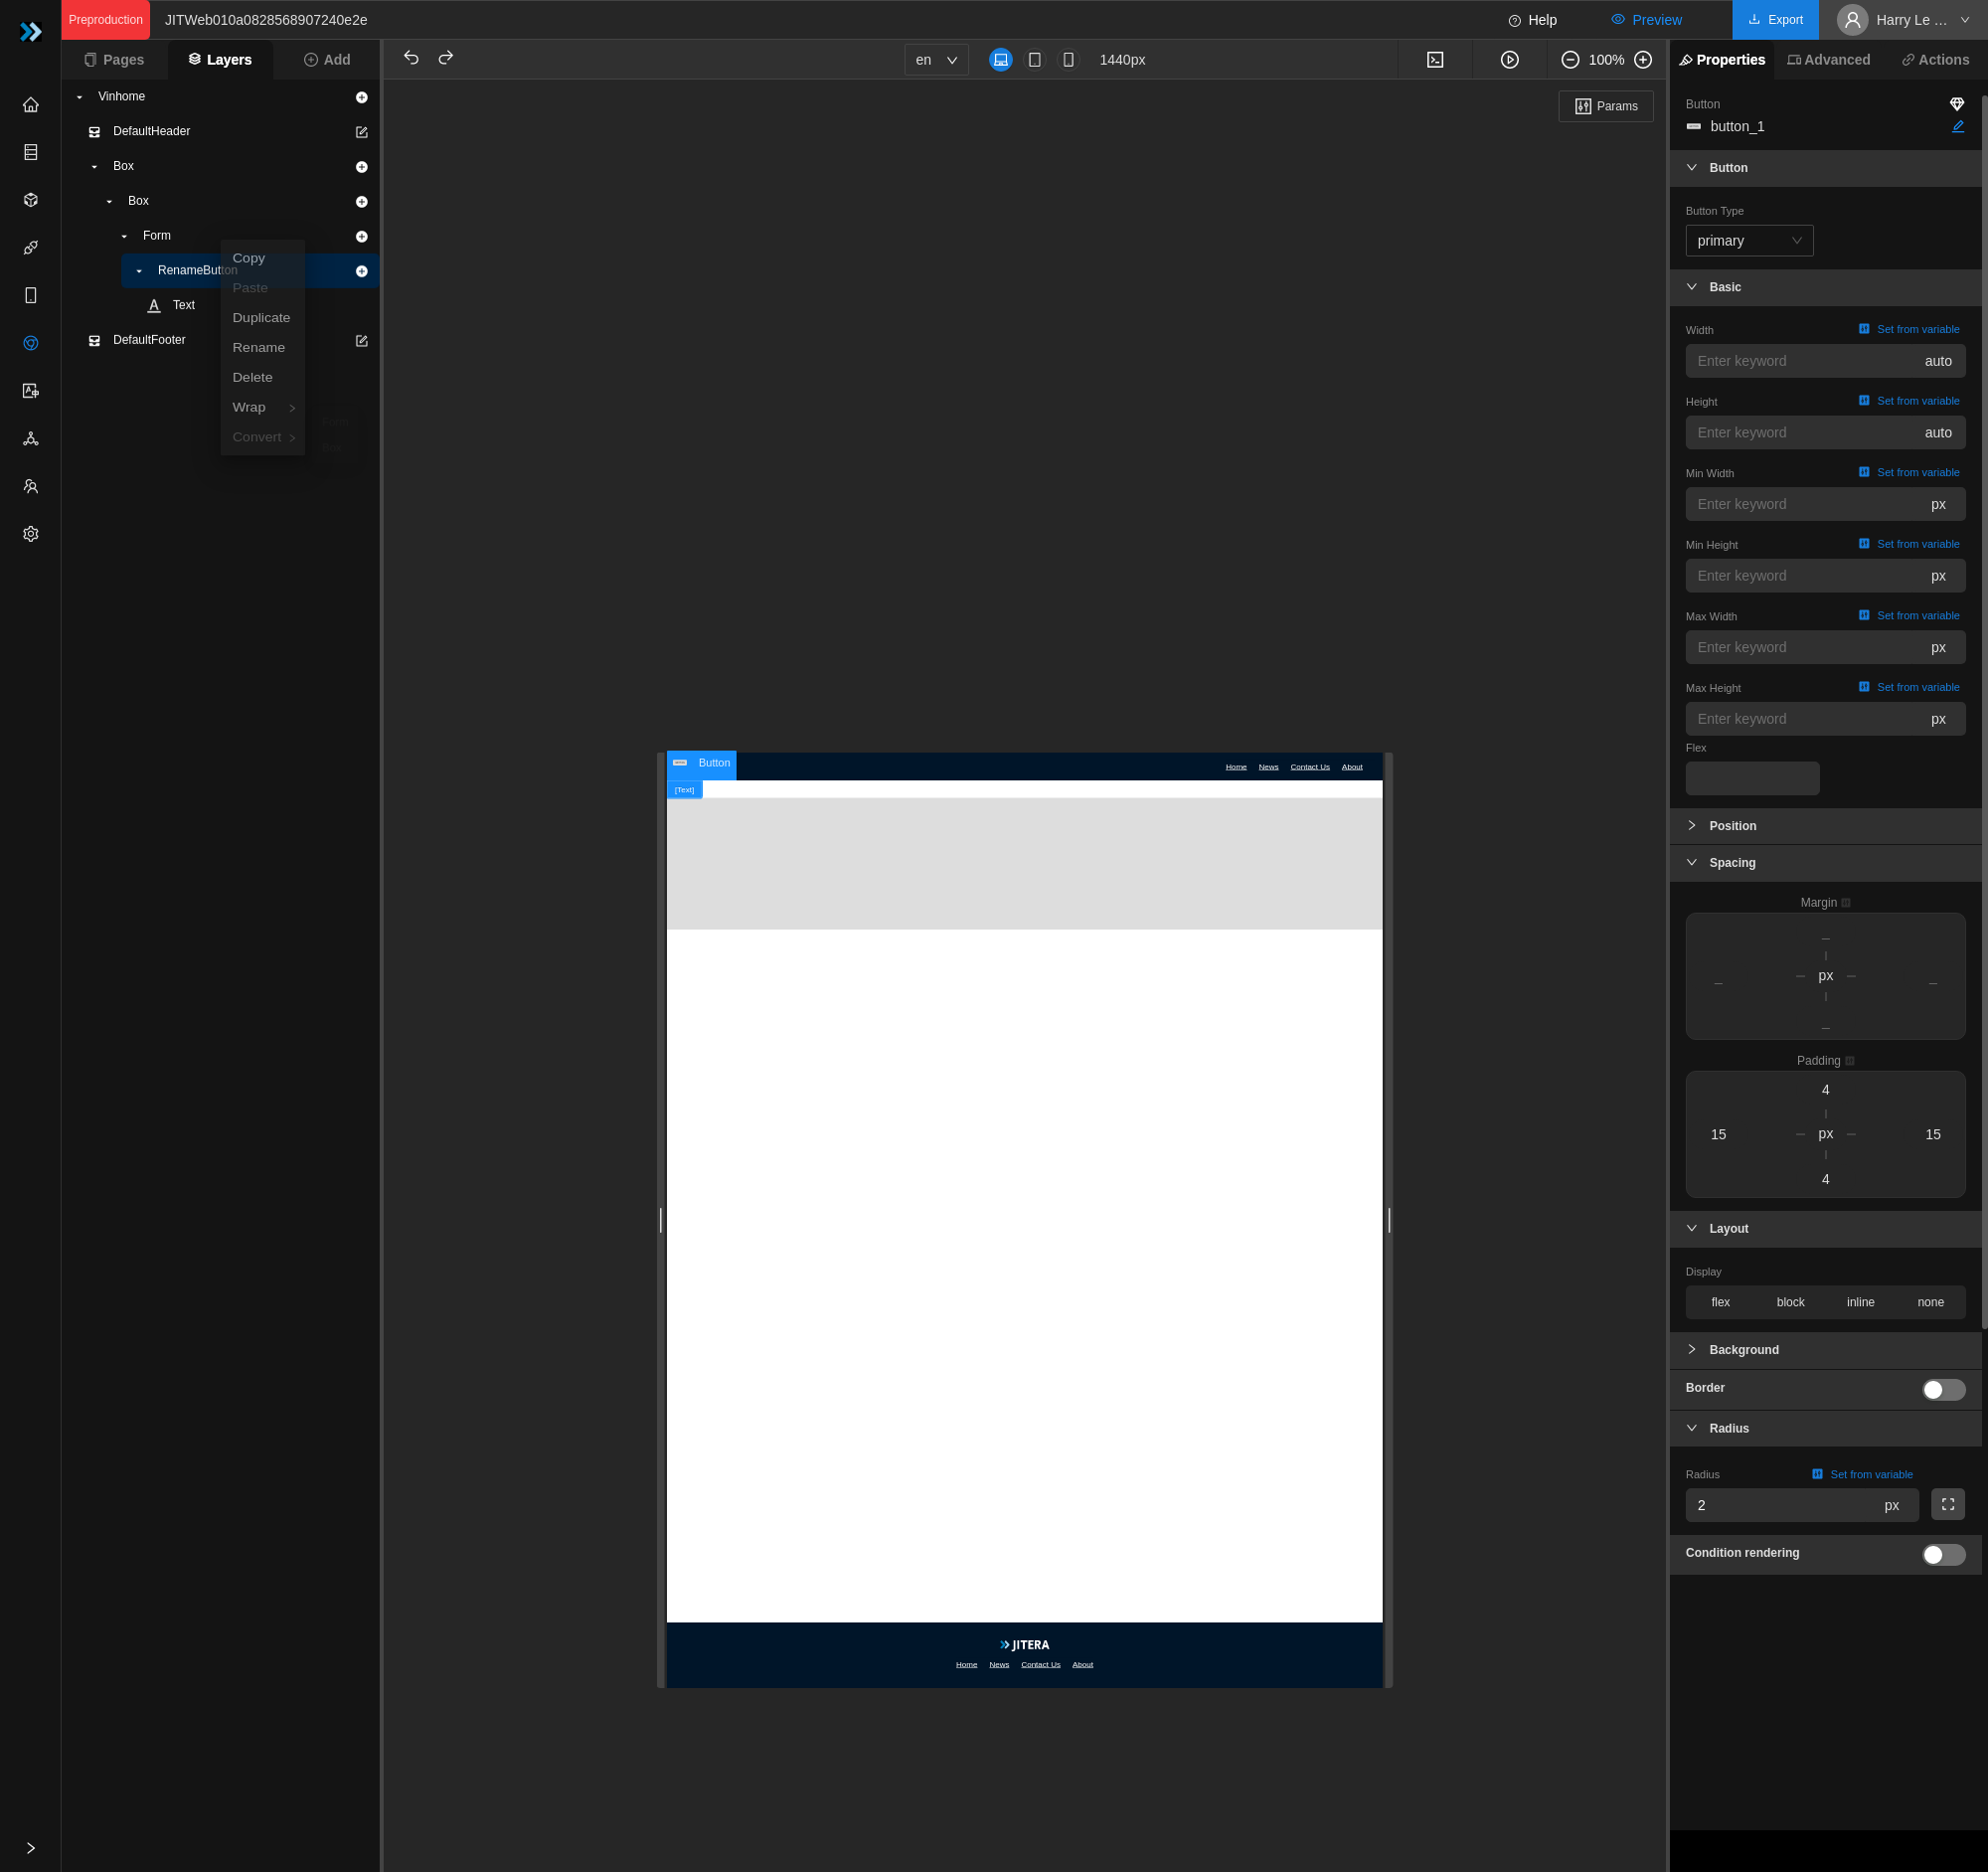 Preproduction
JITWeb010a0828568907240e2e
Help
Preview
Export
Harry Le ...
Pages
Layers
Add
en
1440px
100%
Properties
Advanced
Actions
Vinhome
DefaultHeader
Box
Box
Form
RenameButton
Text
DefaultFooter
Copy
Paste
Duplicate
Rename
Delete
Wrap
Convert
Params
Button
[Text]
Home News Contact Us About
JITERA
Home News Contact Us About
Button
button_1
Button
Button Type
primary
Basic
Width Set from variable
Enter keyword auto
Height Set from variable
Enter keyword auto
Min Width Set from variable
Enter keyword px
Min Height Set from variable
Enter keyword px
Max Width Set from variable
Enter keyword px
Max Height Set from variable
Enter keyword px
Flex
Position
Spacing
Margin
–
– px –
–
Padding
4
15 px 15
4
Layout
Display
flex block inline none
Background
Border
Radius
Radius Set from variable
2 px
Condition rendering